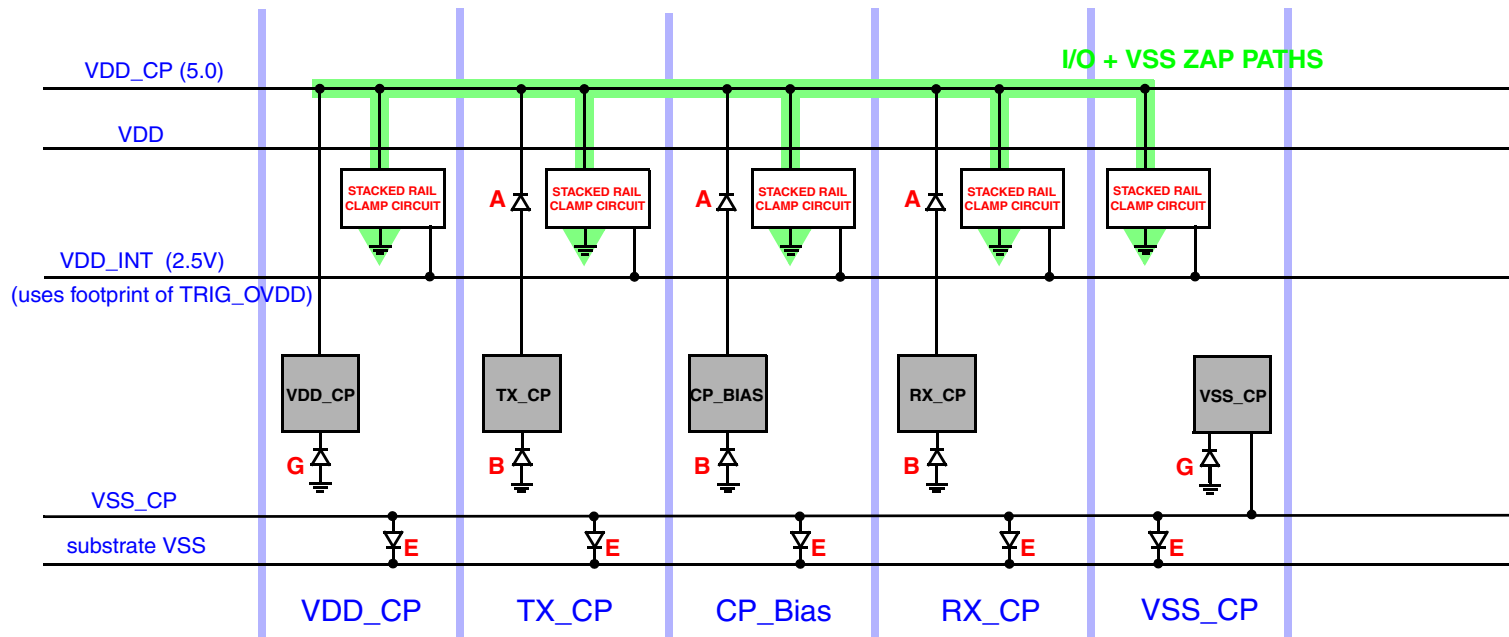 I/O + VSS ZAP PATHS
VDD_CP (5.0)
VDD
STACKED RAIL
CLAMP CIRCUIT
STACKED RAIL
CLAMP CIRCUIT
STACKED RAIL
CLAMP CIRCUIT
STACKED RAIL
CLAMP CIRCUIT
STACKED RAIL
CLAMP CIRCUIT
A
A
A
VDD_INT (2.5V)
(uses footprint of TRIG_OVDD)
VDD_CP
TX_CP
CP_BIAS
RX_CP
VSS_CP
G
B
B
B
G
VSS_CP
substrate VSS
E
E
E
E
E
VDD_CP
TX_CP
CP_Bias
RX_CP
VSS_CP